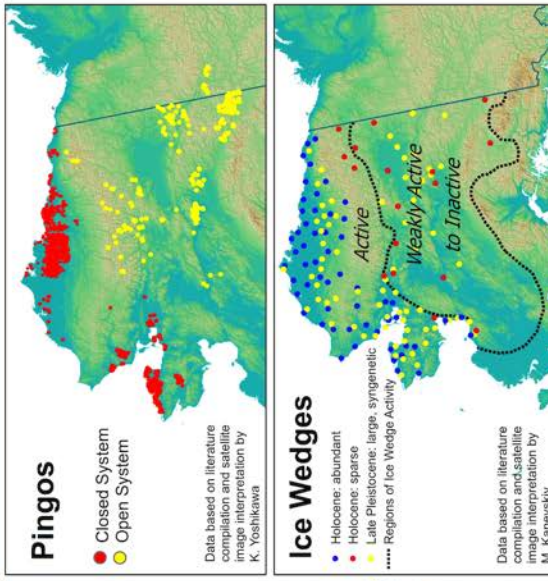 Pingos
Closed System
Open System
Data based on literature
compilation and satellite
image interpretation by
K. Yoshikawa
Ice Wedges
Holocene: abundant
Holocene: sparse
Late Pleistocene: large, syngenetic
Regions of Ice Wedge Activity
Active
Weakly Active
to Inactive
Data based on literature
compilation and satellite
image interpretation by
M. Kanevskiy